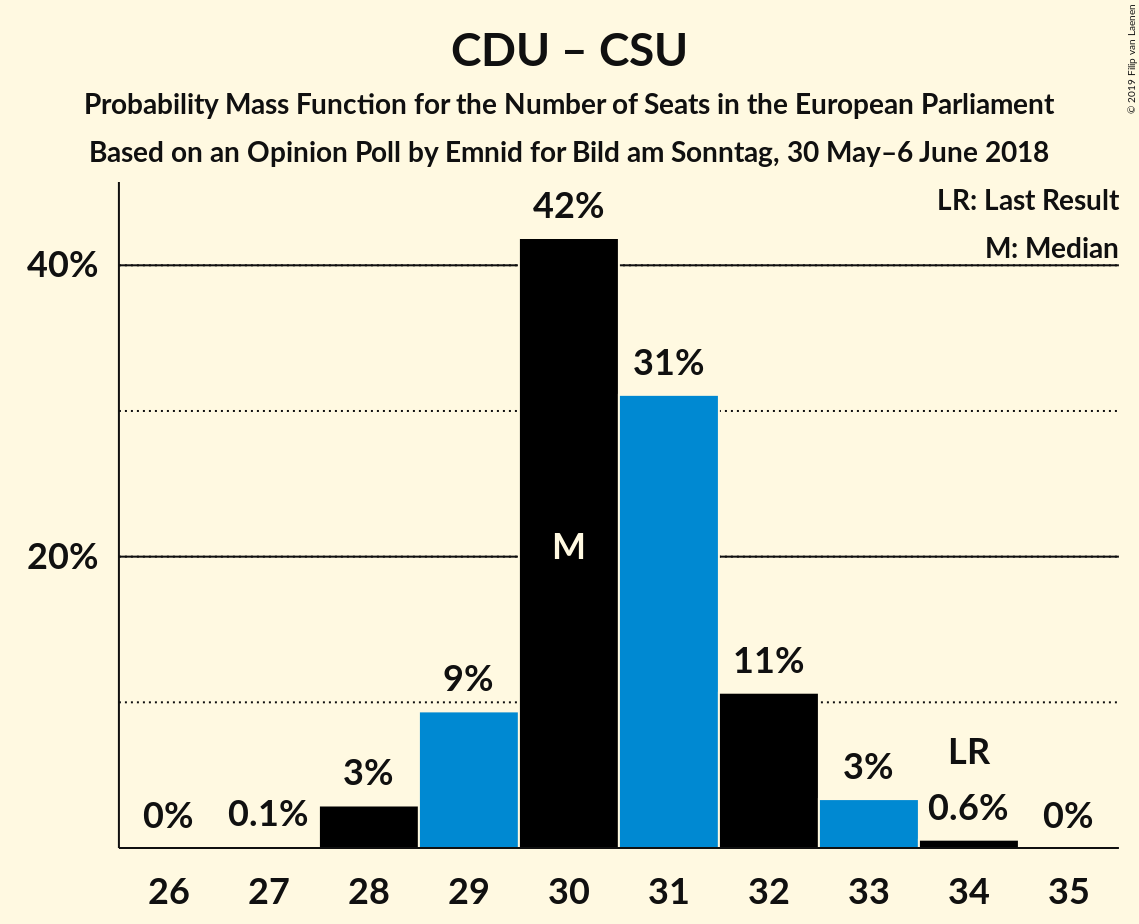 CDU – CSU
Probability Mass Function for the Number of Seats in the European Parliament
Based on an Opinion Poll by Emnid for Bild am Sonntag, 30 May–6 June 2018
© 2019 Filip van Laenen
LR: Last Result
M: Median
40%
20%
0%
0.1%
3%
9%
42%
M
31%
11%
3%
LR
0.6%
0%
26 27 28 29 30 31 32 33 34 35